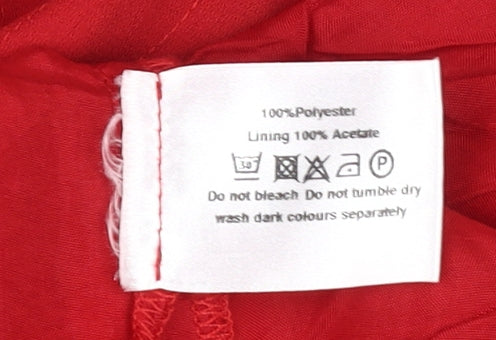 100%Polyester
Lining 100% Acetate
30° P
Do not bleach Do not tumble dry
wash dark colours separately